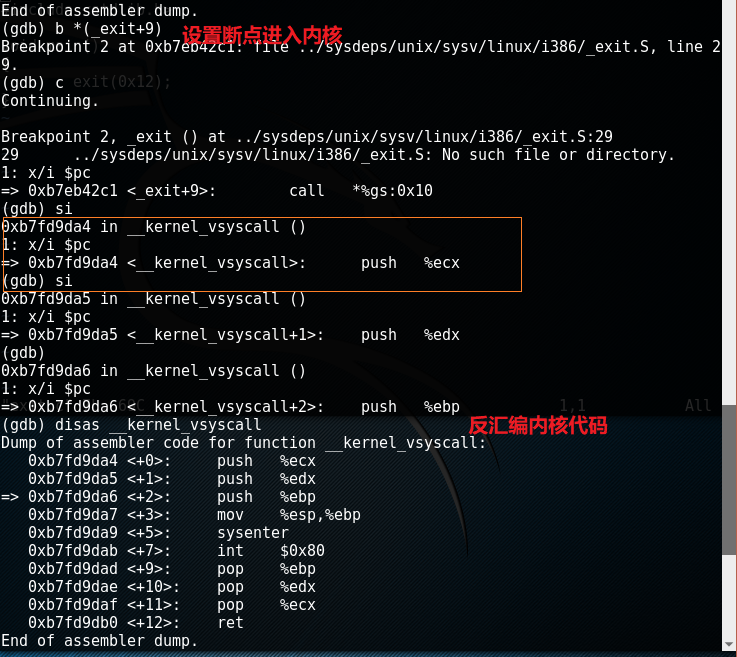 End of assembler dump.
(gdb) b *(_exit+9) 设置断点进入内核
Breakpoint 2 at 0xb7eb42c1: file ../sysdeps/unix/sysv/linux/i386/_exit.S, line 2
9.
(gdb) c exit(0x12);
Continuing.
Breakpoint 2, _exit () at ../sysdeps/unix/sysv/linux/i386/_exit.S:29
29      ../sysdeps/unix/sysv/linux/i386/_exit.S: No such file or directory.
1: x/i $pc
=> 0xb7eb42c1 <_exit+9>:        call   *%gs:0x10
(gdb) si
0xb7fd9da4 in __kernel_vsyscall ()
1: x/i $pc
=> 0xb7fd9da4 <__kernel_vsyscall>:      push   %ecx
(gdb) si
0xb7fd9da5 in __kernel_vsyscall ()
1: x/i $pc
=> 0xb7fd9da5 <__kernel_vsyscall+1>:    push   %edx
(gdb)
0xb7fd9da6 in __kernel_vsyscall ()
1: x/i $pc
=> 0xb7fd9da6 <__kernel_vsyscall+2>:    push   %ebp
1,1 All
(gdb) disas __kernel_vsyscall 反汇编内核代码
Dump of assembler code for function __kernel_vsyscall:
   0xb7fd9da4 <+0>:     push   %ecx
   0xb7fd9da5 <+1>:     push   %edx
=> 0xb7fd9da6 <+2>:     push   %ebp
   0xb7fd9da7 <+3>:     mov    %esp,%ebp
   0xb7fd9da9 <+5>:     sysenter
   0xb7fd9dab <+7>:     int    $0x80
   0xb7fd9dad <+9>:     pop    %ebp
   0xb7fd9dae <+10>:    pop    %edx
   0xb7fd9daf <+11>:    pop    %ecx
   0xb7fd9db0 <+12>:    ret
End of assembler dump.